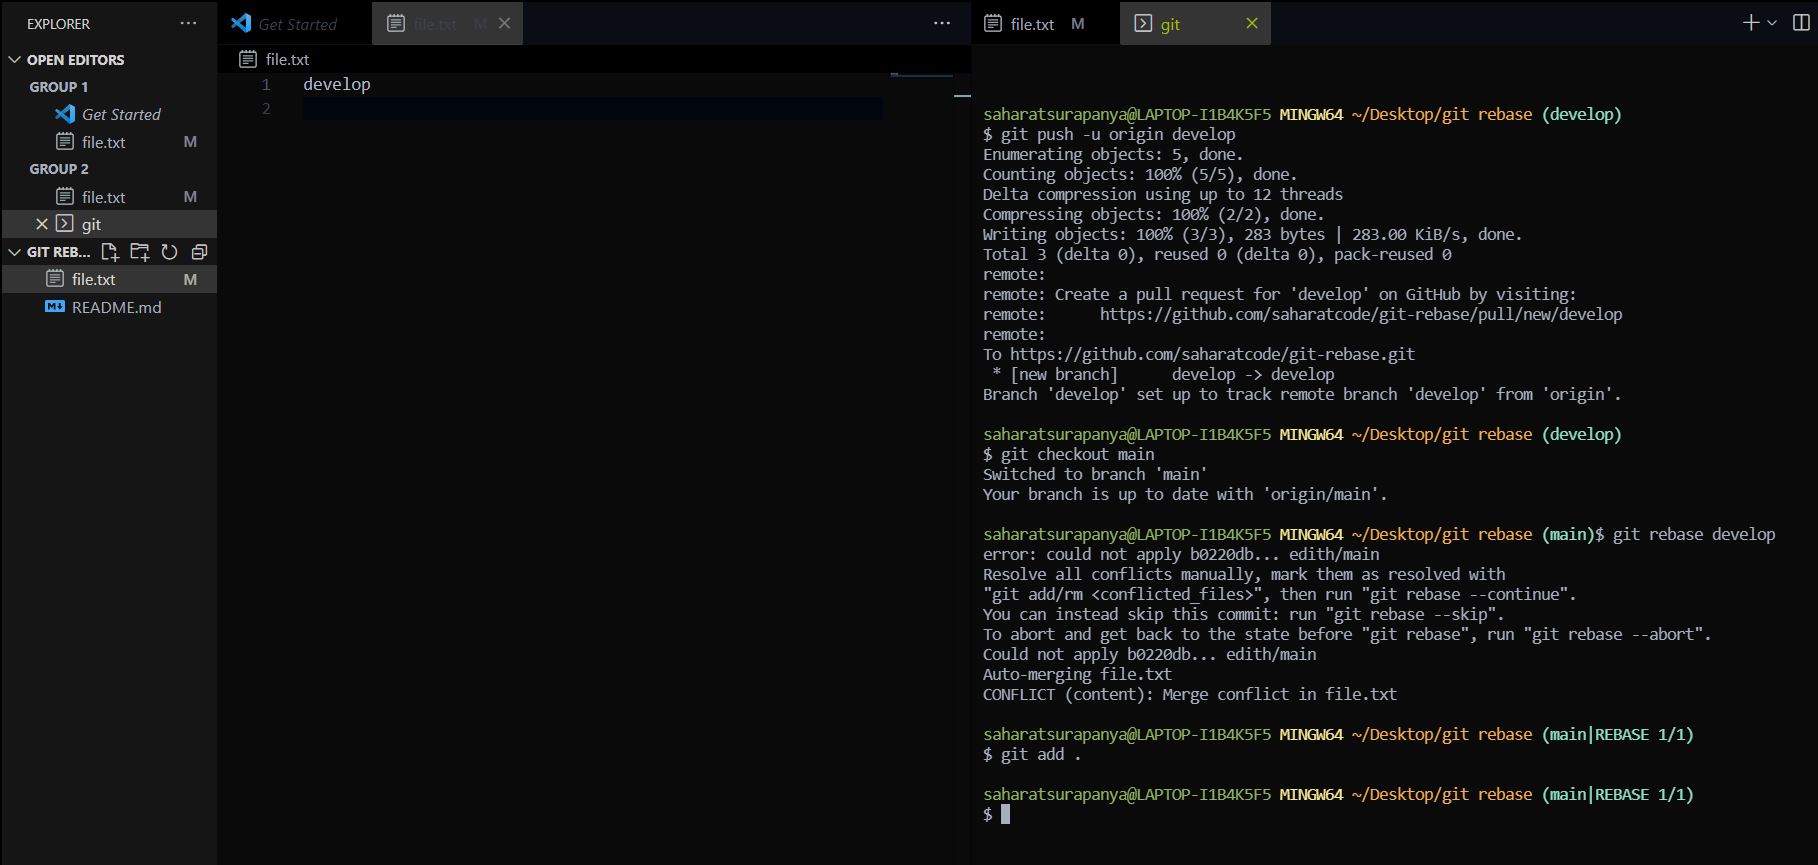 EXPLORER
OPEN EDITORS
GROUP 1
Get Started
file.txt M
GROUP 2
file.txt M
git
GIT REB...
file.txt M
README.md
Get Started
file.txt M
file.txt
1 develop
2
file.txt M
git
saharatsurapanya@LAPTOP-I1B4K5F5 MINGW64 ~/Desktop/git rebase (develop)
$ git push -u origin develop
Enumerating objects: 5, done.
Counting objects: 100% (5/5), done.
Delta compression using up to 12 threads
Compressing objects: 100% (2/2), done.
Writing objects: 100% (3/3), 283 bytes | 283.00 KiB/s, done.
Total 3 (delta 0), reused 0 (delta 0), pack-reused 0
remote:
remote: Create a pull request for 'develop' on GitHub by visiting:
remote:      https://github.com/saharatcode/git-rebase/pull/new/develop
remote:
To https://github.com/saharatcode/git-rebase.git
 * [new branch]      develop -> develop
Branch 'develop' set up to track remote branch 'develop' from 'origin'.
saharatsurapanya@LAPTOP-I1B4K5F5 MINGW64 ~/Desktop/git rebase (develop)
$ git checkout main
Switched to branch 'main'
Your branch is up to date with 'origin/main'.
saharatsurapanya@LAPTOP-I1B4K5F5 MINGW64 ~/Desktop/git rebase (main)$ git rebase develop
error: could not apply b0220db... edith/main
Resolve all conflicts manually, mark them as resolved with
"git add/rm <conflicted_files>", then run "git rebase --continue".
You can instead skip this commit: run "git rebase --skip".
To abort and get back to the state before "git rebase", run "git rebase --abort".
Could not apply b0220db... edith/main
Auto-merging file.txt
CONFLICT (content): Merge conflict in file.txt
saharatsurapanya@LAPTOP-I1B4K5F5 MINGW64 ~/Desktop/git rebase (main|REBASE 1/1)
$ git add .
saharatsurapanya@LAPTOP-I1B4K5F5 MINGW64 ~/Desktop/git rebase (main|REBASE 1/1)
$